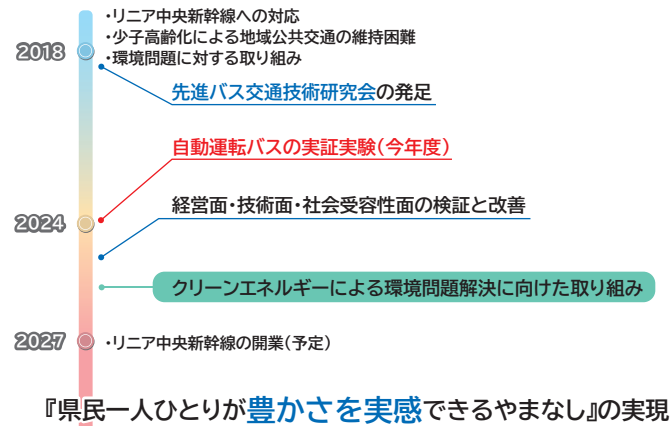 ・リニア中央新幹線への対応
・少子高齢化による地域公共交通の維持困難
2018
・環境問題に対する取り組み
先進バス交通技術研究会の発足
自動運転バスの実証実験(今年度)
経営面・技術面・社会受容性面の検証と改善
2024
クリーンエネルギーによる環境問題解決に向けた取り組み
2027
・リニア中央新幹線の開業(予定)
『県民一人ひとりが豊かさを実感できるやまなし』の実現